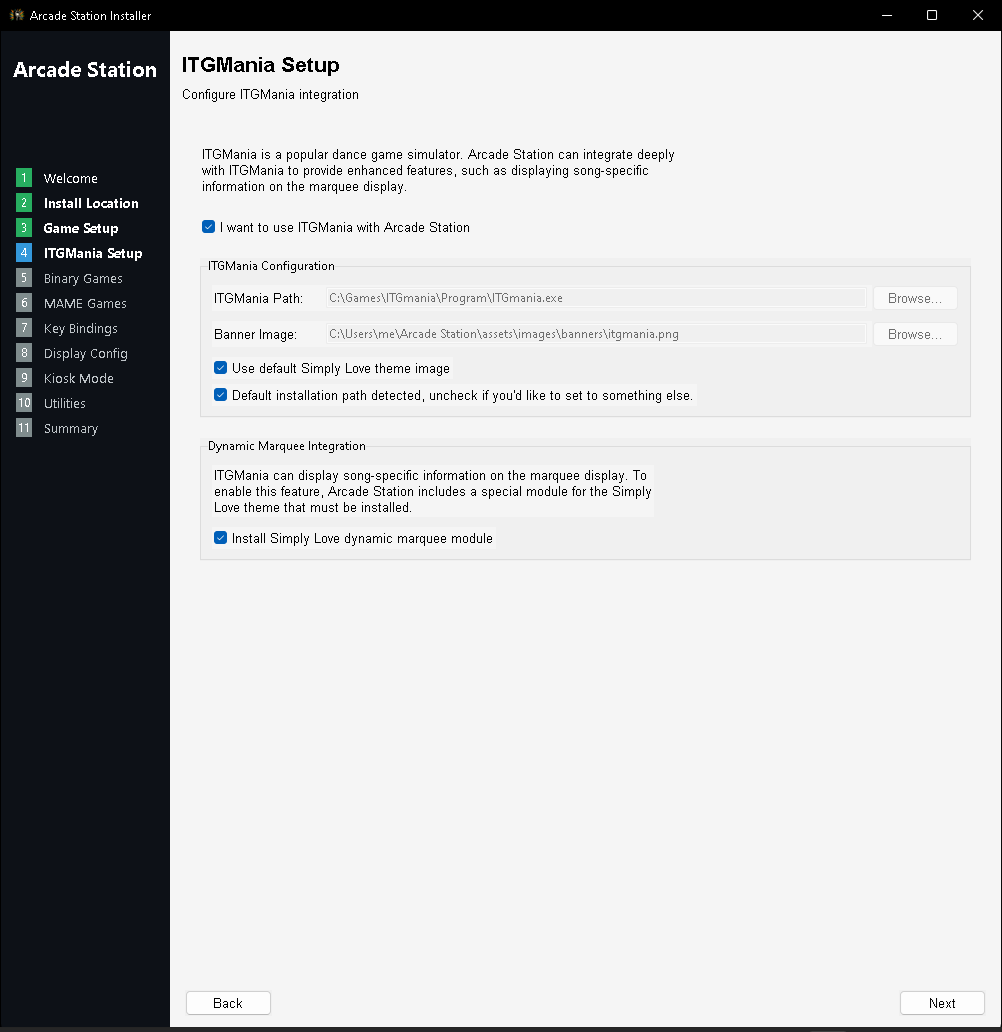 Arcade Station Installer
Arcade Station
1 Welcome
2 Install Location
3 Game Setup
4 ITGMania Setup
5 Binary Games
6 MAME Games
7 Key Bindings
8 Display Config
9 Kiosk Mode
10 Utilities
11 Summary
ITGMania Setup
Configure ITGMania integration
ITGMania is a popular dance game simulator. Arcade Station can integrate deeply
with ITGMania to provide enhanced features, such as displaying song-specific
information on the marquee display.
I want to use ITGMania with Arcade Station
ITGMania Configuration
ITGMania Path: C:\Games\ITGmania\Program\ITGmania.exe Browse...
Banner Image: C:\Users\me\Arcade Station\assets\images\banners\itgmania.png Browse...
Use default Simply Love theme image
Default installation path detected, uncheck if you'd like to set to something else.
Dynamic Marquee Integration
ITGMania can display song-specific information on the marquee display. To
enable this feature, Arcade Station includes a special module for the Simply
Love theme that must be installed.
Install Simply Love dynamic marquee module
Back Next